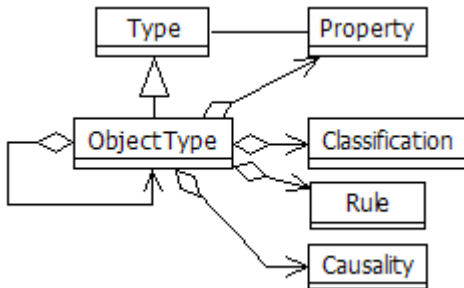 Type
Property
ObjectType
Classification
Rule
Causality